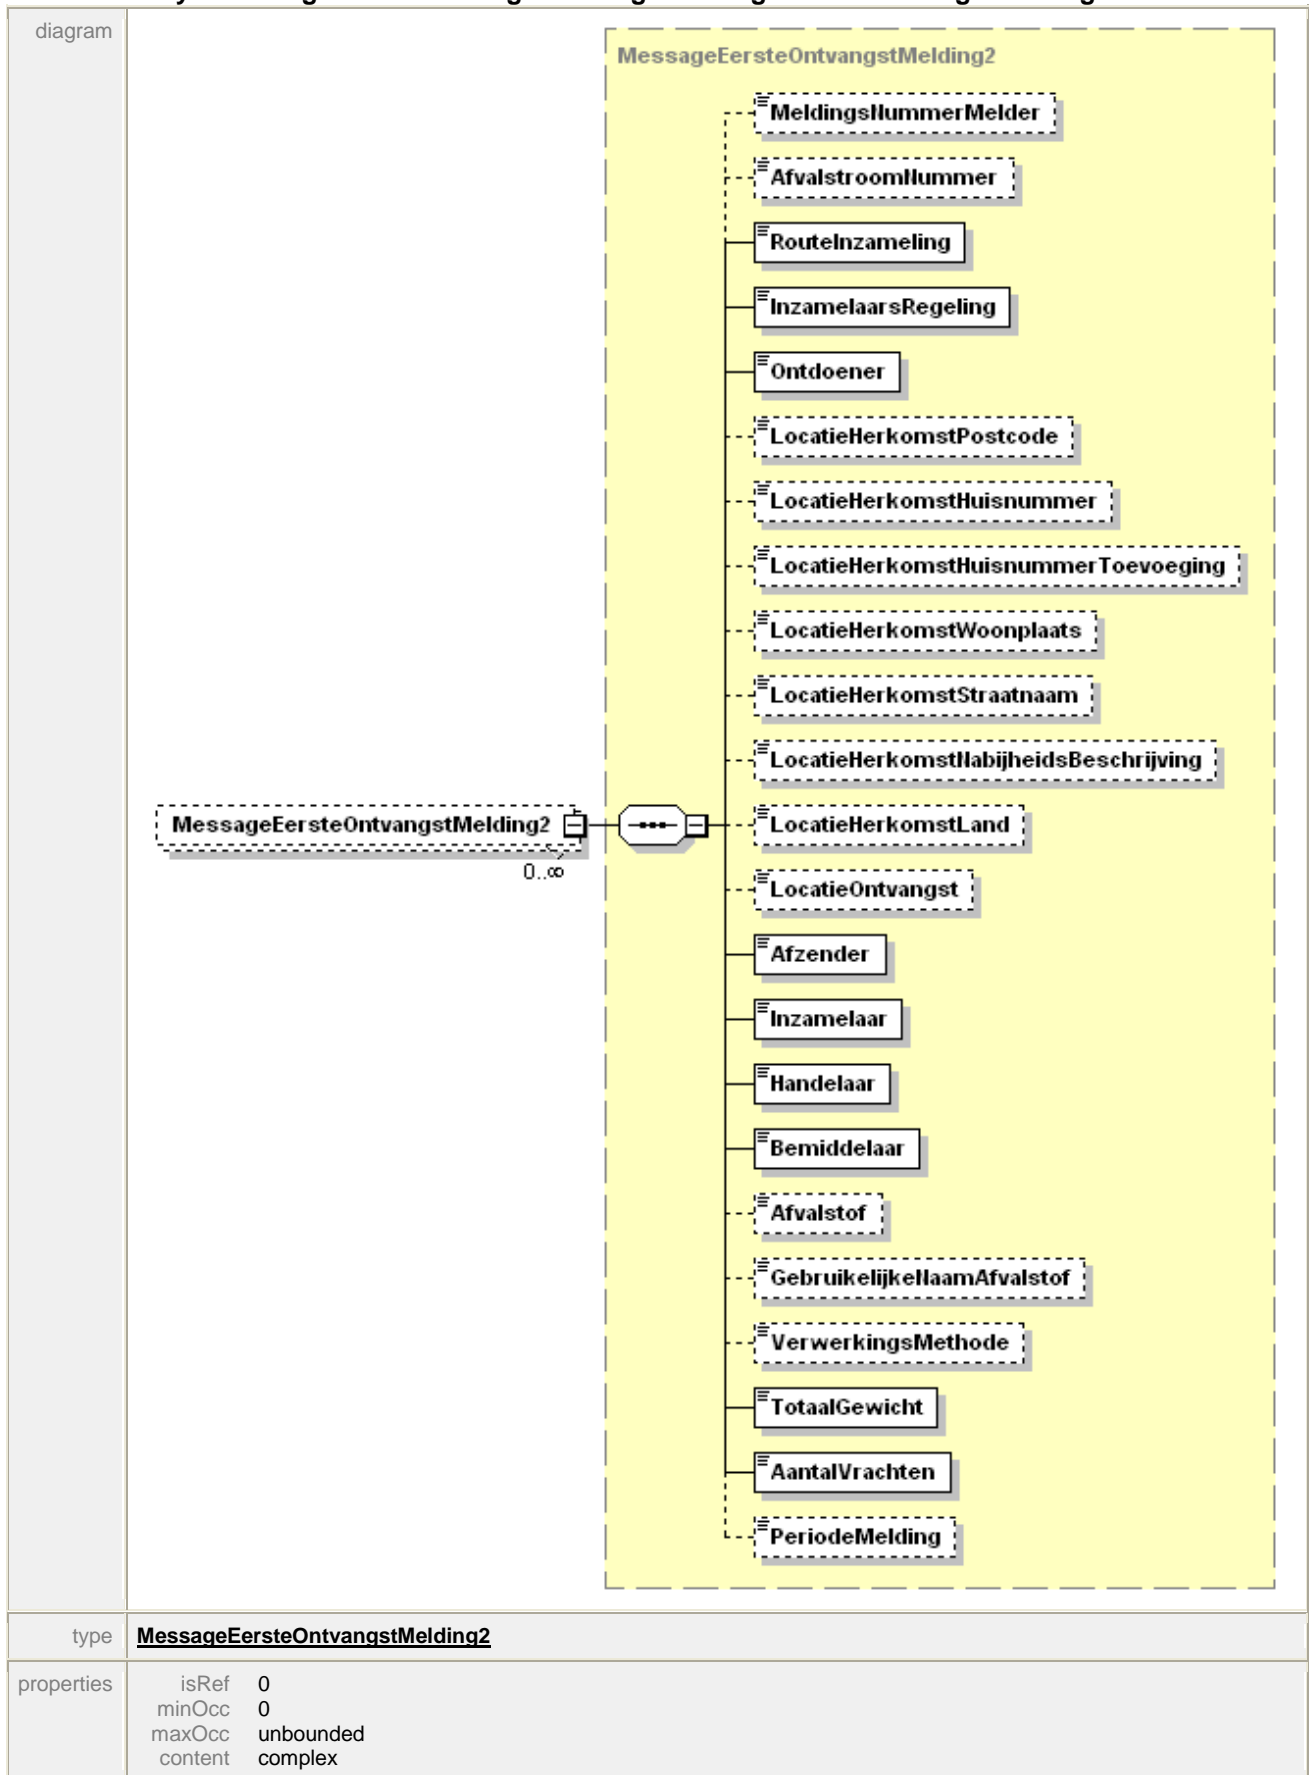 diagram
MessageEersteOntvangstMelding2
MeldingsNummerMelder
AfvalstroomNummer
RouteInzameling
InzamelaarsRegeling
Ontdoener
LocatieHerkomstPostcode
LocatieHerkomstHuisnummer
LocatieHerkomstHuisnummerToevoeging
LocatieHerkomstWoonplaats
LocatieHerkomstStraatnaam
LocatieHerkomstNabijheidsBeschrijving
MessageEersteOntvangstMelding2
0..∞
LocatieHerkomstLand
LocatieOntvangst
Afzender
Inzamelaar
Handelaar
Bemiddelaar
Afvalstof
GebruikelijkeNaamAfvalstof
VerwerkingsMethode
TotaalGewicht
AantalVrachten
PeriodeMelding
type MessageEersteOntvangstMelding2
properties isRef 0
minOcc 0
maxOcc unbounded
content complex